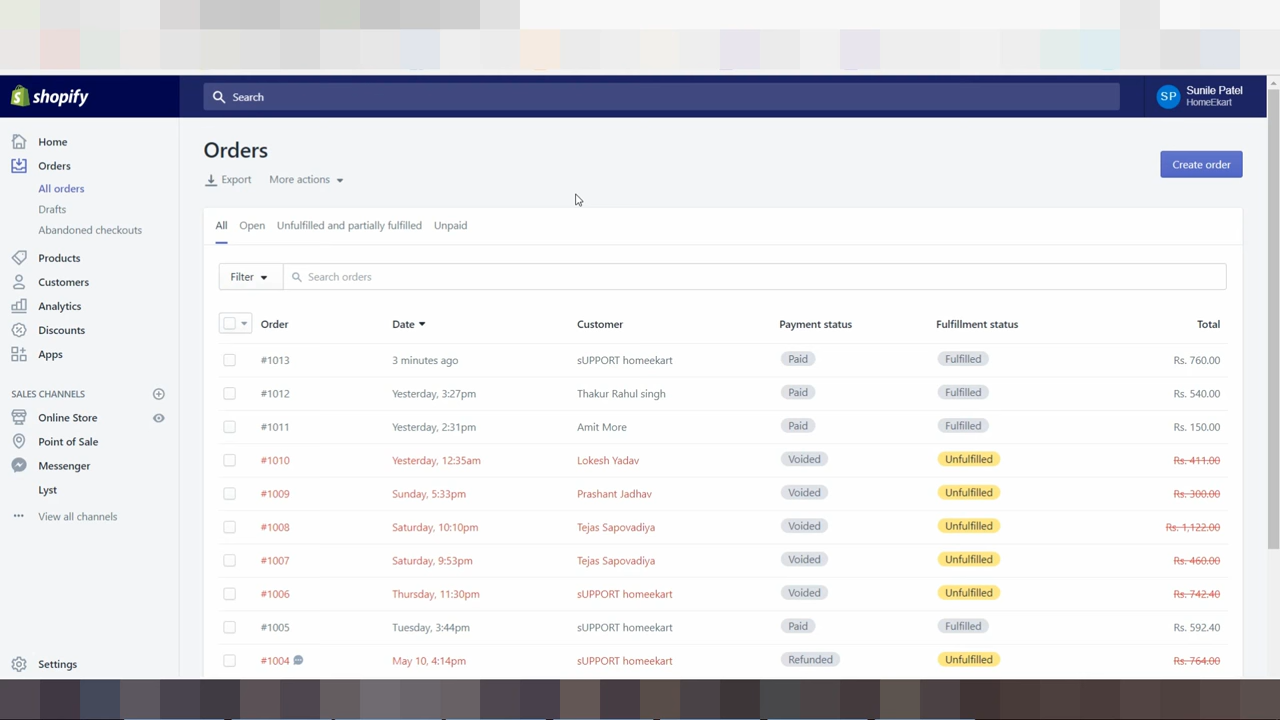 shopify
Search
SP
Sunile Patel
HomeEkart
Home
Orders
All orders
Drafts
Abandoned checkouts
Products
Customers
Analytics
Discounts
Apps
SALES CHANNELS
Online Store
Point of Sale
Messenger
Lyst
View all channels
Settings
Orders
Export More actions
Create order
All Open Unfulfilled and partially fulfilled Unpaid
Filter Search orders
Order Date Customer Payment status Fulfillment status Total
#1013 3 minutes ago sUPPORT homeekart Paid Fulfilled Rs. 760.00
#1012 Yesterday, 3:27pm Thakur Rahul singh Paid Fulfilled Rs. 540.00
#1011 Yesterday, 2:31pm Amit More Paid Fulfilled Rs. 150.00
#1010 Yesterday, 12:35am Lokesh Yadav Voided Unfulfilled Rs. 411.00
#1009 Sunday, 5:33pm Prashant Jadhav Voided Unfulfilled Rs. 300.00
#1008 Saturday, 10:10pm Tejas Sapovadiya Voided Unfulfilled Rs. 1,122.00
#1007 Saturday, 9:53pm Tejas Sapovadiya Voided Unfulfilled Rs. 460.00
#1006 Thursday, 11:30pm sUPPORT homeekart Voided Unfulfilled Rs. 742.40
#1005 Tuesday, 3:44pm sUPPORT homeekart Paid Fulfilled Rs. 592.40
#1004 May 10, 4:14pm sUPPORT homeekart Refunded Unfulfilled Rs. 764.00